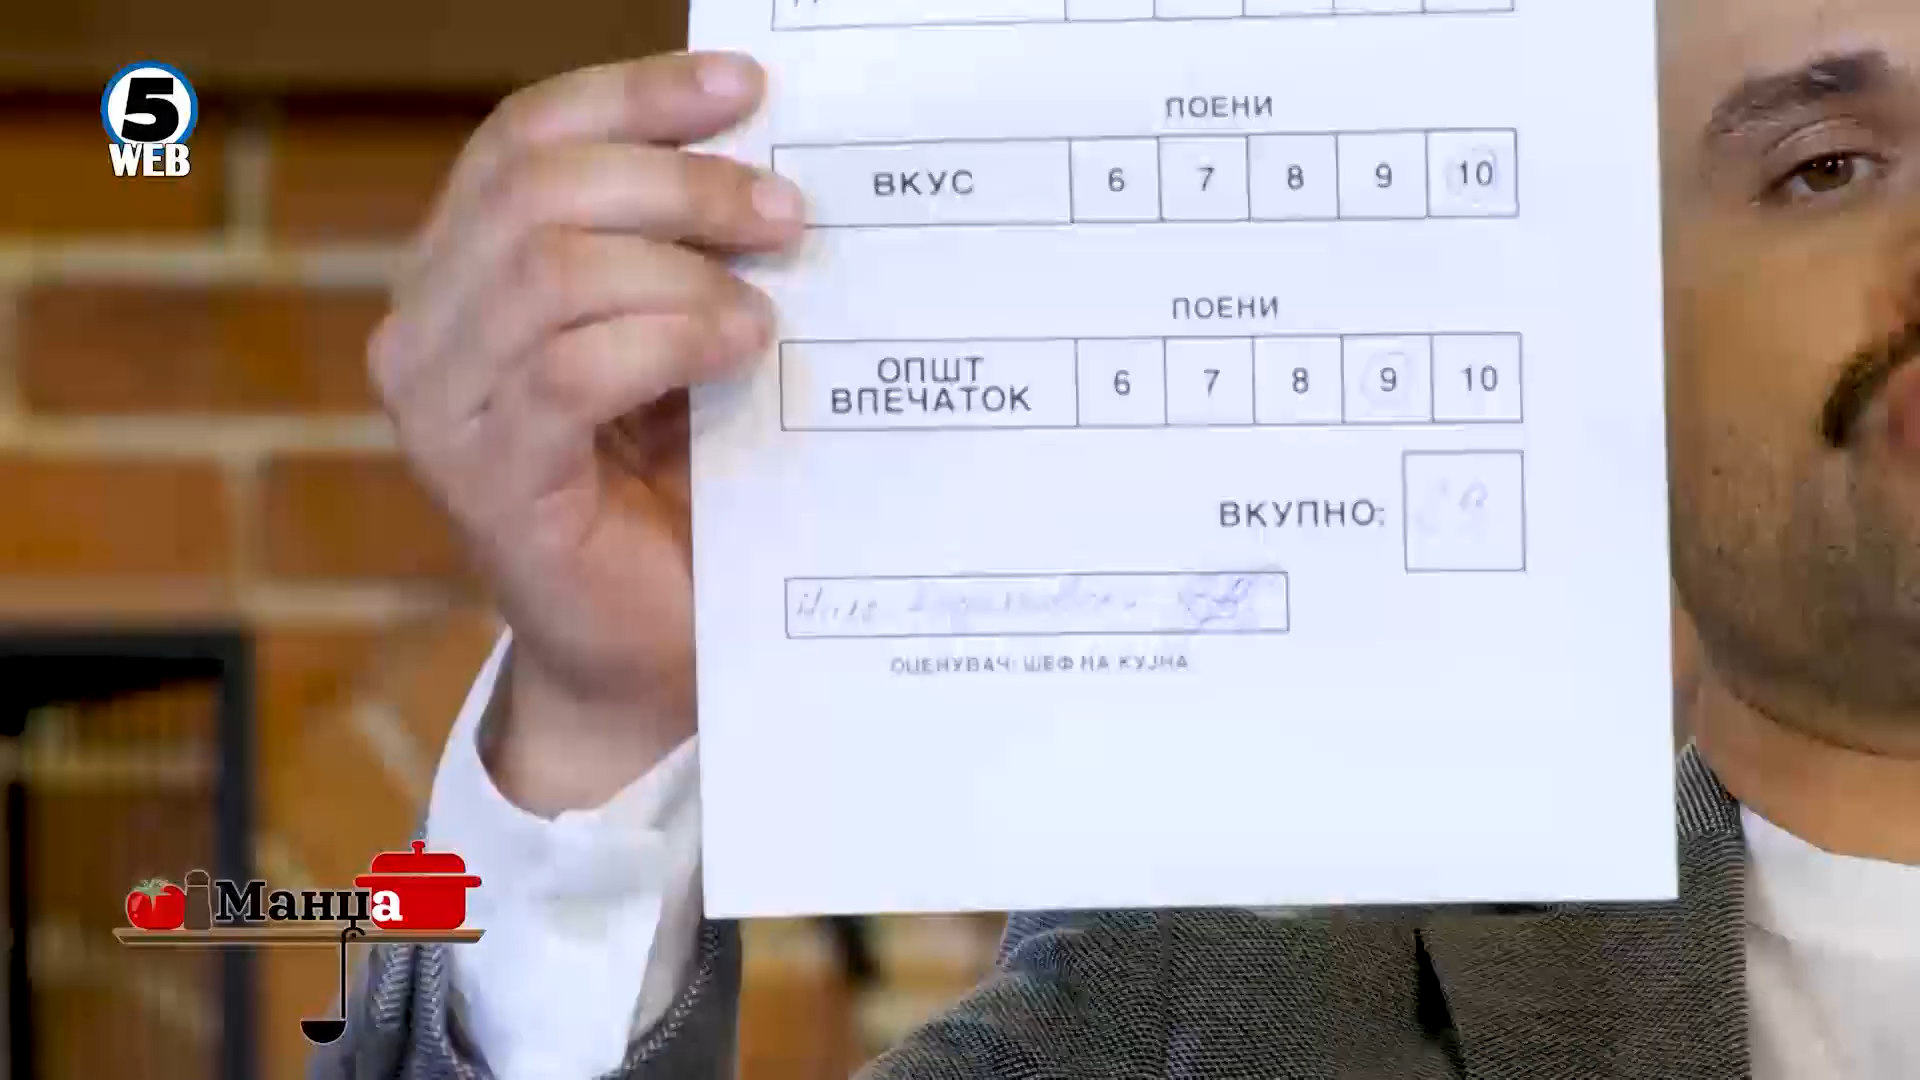 5
WEB
ПОЕНИ
ВКУС 6 7 8 9 10
ПОЕНИ
ОПШТ ВПЕЧАТОК 6 7 8 9 10
ВКУПНО:
ОЦЕНУВАЧ: ШЕФ НА КУЈНА
Манџа